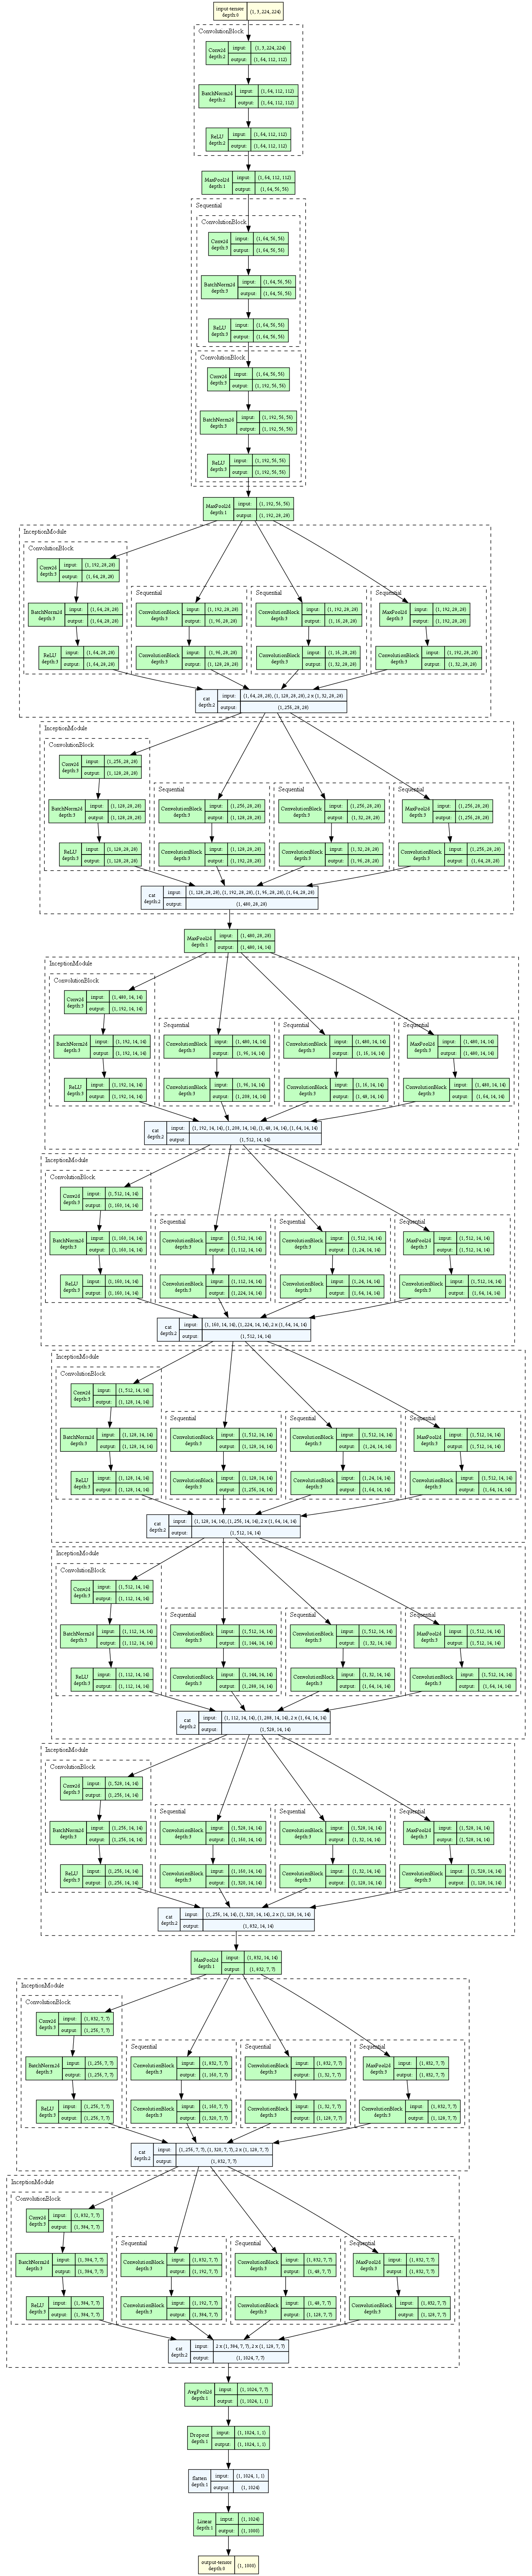 input-tensor
depth:0
(1, 3, 224, 224)
ConvolutionBlock
Conv2d
depth:2
input: (1, 3, 224, 224)
output: (1, 64, 112, 112)
BatchNorm2d
depth:2
input: (1, 64, 112, 112)
output: (1, 64, 112, 112)
ReLU
depth:2
input: (1, 64, 112, 112)
output: (1, 64, 112, 112)
MaxPool2d
depth:1
input: (1, 64, 112, 112)
output: (1, 64, 56, 56)
Sequential
ConvolutionBlock
Conv2d
depth:3
input: (1, 64, 56, 56)
output: (1, 64, 56, 56)
BatchNorm2d
depth:3
input: (1, 64, 56, 56)
output: (1, 64, 56, 56)
ReLU
depth:3
input: (1, 64, 56, 56)
output: (1, 64, 56, 56)
ConvolutionBlock
Conv2d
depth:3
input: (1, 64, 56, 56)
output: (1, 192, 56, 56)
BatchNorm2d
depth:3
input: (1, 192, 56, 56)
output: (1, 192, 56, 56)
ReLU
depth:3
input: (1, 192, 56, 56)
output: (1, 192, 56, 56)
MaxPool2d
depth:1
input: (1, 192, 56, 56)
output: (1, 192, 28, 28)
InceptionModule
ConvolutionBlock
Conv2d
depth:3
input: (1, 192, 28, 28)
output: (1, 64, 28, 28)
BatchNorm2d
depth:3
input: (1, 64, 28, 28)
output: (1, 64, 28, 28)
ReLU
depth:3
input: (1, 64, 28, 28)
output: (1, 64, 28, 28)
Sequential
ConvolutionBlock
depth:3
input: (1, 192, 28, 28)
output: (1, 96, 28, 28)
ConvolutionBlock
depth:3
input: (1, 96, 28, 28)
output: (1, 128, 28, 28)
Sequential
ConvolutionBlock
depth:3
input: (1, 192, 28, 28)
output: (1, 16, 28, 28)
ConvolutionBlock
depth:3
input: (1, 16, 28, 28)
output: (1, 32, 28, 28)
Sequential
MaxPool2d
depth:3
input: (1, 192, 28, 28)
output: (1, 192, 28, 28)
ConvolutionBlock
depth:3
input: (1, 192, 28, 28)
output: (1, 32, 28, 28)
cat
depth:2
input: (1, 64, 28, 28), (1, 128, 28, 28), 2 x (1, 32, 28, 28)
output: (1, 256, 28, 28)
InceptionModule
ConvolutionBlock
Conv2d
depth:3
input: (1, 256, 28, 28)
output: (1, 128, 28, 28)
BatchNorm2d
depth:3
input: (1, 128, 28, 28)
output: (1, 128, 28, 28)
ReLU
depth:3
input: (1, 128, 28, 28)
output: (1, 128, 28, 28)
Sequential
ConvolutionBlock
depth:3
input: (1, 256, 28, 28)
output: (1, 128, 28, 28)
ConvolutionBlock
depth:3
input: (1, 128, 28, 28)
output: (1, 192, 28, 28)
Sequential
ConvolutionBlock
depth:3
input: (1, 256, 28, 28)
output: (1, 32, 28, 28)
ConvolutionBlock
depth:3
input: (1, 32, 28, 28)
output: (1, 96, 28, 28)
Sequential
MaxPool2d
depth:3
input: (1, 256, 28, 28)
output: (1, 256, 28, 28)
ConvolutionBlock
depth:3
input: (1, 256, 28, 28)
output: (1, 64, 28, 28)
cat
depth:2
input: (1, 128, 28, 28), (1, 192, 28, 28), (1, 96, 28, 28), (1, 64, 28, 28)
output: (1, 480, 28, 28)
MaxPool2d
depth:1
input: (1, 480, 28, 28)
output: (1, 480, 14, 14)
InceptionModule
ConvolutionBlock
Conv2d
depth:3
input: (1, 480, 14, 14)
output: (1, 192, 14, 14)
BatchNorm2d
depth:3
input: (1, 192, 14, 14)
output: (1, 192, 14, 14)
ReLU
depth:3
input: (1, 192, 14, 14)
output: (1, 192, 14, 14)
Sequential
ConvolutionBlock
depth:3
input: (1, 480, 14, 14)
output: (1, 96, 14, 14)
ConvolutionBlock
depth:3
input: (1, 96, 14, 14)
output: (1, 208, 14, 14)
Sequential
ConvolutionBlock
depth:3
input: (1, 480, 14, 14)
output: (1, 16, 14, 14)
ConvolutionBlock
depth:3
input: (1, 16, 14, 14)
output: (1, 48, 14, 14)
Sequential
MaxPool2d
depth:3
input: (1, 480, 14, 14)
output: (1, 480, 14, 14)
ConvolutionBlock
depth:3
input: (1, 480, 14, 14)
output: (1, 64, 14, 14)
cat
depth:2
input: (1, 192, 14, 14), (1, 208, 14, 14), (1, 48, 14, 14), (1, 64, 14, 14)
output: (1, 512, 14, 14)
InceptionModule
ConvolutionBlock
Conv2d
depth:3
input: (1, 512, 14, 14)
output: (1, 160, 14, 14)
BatchNorm2d
depth:3
input: (1, 160, 14, 14)
output: (1, 160, 14, 14)
ReLU
depth:3
input: (1, 160, 14, 14)
output: (1, 160, 14, 14)
Sequential
ConvolutionBlock
depth:3
input: (1, 512, 14, 14)
output: (1, 112, 14, 14)
ConvolutionBlock
depth:3
input: (1, 112, 14, 14)
output: (1, 224, 14, 14)
Sequential
ConvolutionBlock
depth:3
input: (1, 512, 14, 14)
output: (1, 24, 14, 14)
ConvolutionBlock
depth:3
input: (1, 24, 14, 14)
output: (1, 64, 14, 14)
Sequential
MaxPool2d
depth:3
input: (1, 512, 14, 14)
output: (1, 512, 14, 14)
ConvolutionBlock
depth:3
input: (1, 512, 14, 14)
output: (1, 64, 14, 14)
cat
depth:2
input: (1, 160, 14, 14), (1, 224, 14, 14), 2 x (1, 64, 14, 14)
output: (1, 512, 14, 14)
InceptionModule
ConvolutionBlock
Conv2d
depth:3
input: (1, 512, 14, 14)
output: (1, 128, 14, 14)
BatchNorm2d
depth:3
input: (1, 128, 14, 14)
output: (1, 128, 14, 14)
ReLU
depth:3
input: (1, 128, 14, 14)
output: (1, 128, 14, 14)
Sequential
ConvolutionBlock
depth:3
input: (1, 512, 14, 14)
output: (1, 128, 14, 14)
ConvolutionBlock
depth:3
input: (1, 128, 14, 14)
output: (1, 256, 14, 14)
Sequential
ConvolutionBlock
depth:3
input: (1, 512, 14, 14)
output: (1, 24, 14, 14)
ConvolutionBlock
depth:3
input: (1, 24, 14, 14)
output: (1, 64, 14, 14)
Sequential
MaxPool2d
depth:3
input: (1, 512, 14, 14)
output: (1, 512, 14, 14)
ConvolutionBlock
depth:3
input: (1, 512, 14, 14)
output: (1, 64, 14, 14)
cat
depth:2
input: (1, 128, 14, 14), (1, 256, 14, 14), 2 x (1, 64, 14, 14)
output: (1, 512, 14, 14)
InceptionModule
ConvolutionBlock
Conv2d
depth:3
input: (1, 512, 14, 14)
output: (1, 112, 14, 14)
BatchNorm2d
depth:3
input: (1, 112, 14, 14)
output: (1, 112, 14, 14)
ReLU
depth:3
input: (1, 112, 14, 14)
output: (1, 112, 14, 14)
Sequential
ConvolutionBlock
depth:3
input: (1, 512, 14, 14)
output: (1, 144, 14, 14)
ConvolutionBlock
depth:3
input: (1, 144, 14, 14)
output: (1, 288, 14, 14)
Sequential
ConvolutionBlock
depth:3
input: (1, 512, 14, 14)
output: (1, 32, 14, 14)
ConvolutionBlock
depth:3
input: (1, 32, 14, 14)
output: (1, 64, 14, 14)
Sequential
MaxPool2d
depth:3
input: (1, 512, 14, 14)
output: (1, 512, 14, 14)
ConvolutionBlock
depth:3
input: (1, 512, 14, 14)
output: (1, 64, 14, 14)
cat
depth:2
input: (1, 112, 14, 14), (1, 288, 14, 14), 2 x (1, 64, 14, 14)
output: (1, 528, 14, 14)
InceptionModule
ConvolutionBlock
Conv2d
depth:3
input: (1, 528, 14, 14)
output: (1, 256, 14, 14)
BatchNorm2d
depth:3
input: (1, 256, 14, 14)
output: (1, 256, 14, 14)
ReLU
depth:3
input: (1, 256, 14, 14)
output: (1, 256, 14, 14)
Sequential
ConvolutionBlock
depth:3
input: (1, 528, 14, 14)
output: (1, 160, 14, 14)
ConvolutionBlock
depth:3
input: (1, 160, 14, 14)
output: (1, 320, 14, 14)
Sequential
ConvolutionBlock
depth:3
input: (1, 528, 14, 14)
output: (1, 32, 14, 14)
ConvolutionBlock
depth:3
input: (1, 32, 14, 14)
output: (1, 128, 14, 14)
Sequential
MaxPool2d
depth:3
input: (1, 528, 14, 14)
output: (1, 528, 14, 14)
ConvolutionBlock
depth:3
input: (1, 528, 14, 14)
output: (1, 128, 14, 14)
cat
depth:2
input: (1, 256, 14, 14), (1, 320, 14, 14), 2 x (1, 128, 14, 14)
output: (1, 832, 14, 14)
MaxPool2d
depth:1
input: (1, 832, 14, 14)
output: (1, 832, 7, 7)
InceptionModule
ConvolutionBlock
Conv2d
depth:3
input: (1, 832, 7, 7)
output: (1, 256, 7, 7)
BatchNorm2d
depth:3
input: (1, 256, 7, 7)
output: (1, 256, 7, 7)
ReLU
depth:3
input: (1, 256, 7, 7)
output: (1, 256, 7, 7)
Sequential
ConvolutionBlock
depth:3
input: (1, 832, 7, 7)
output: (1, 160, 7, 7)
ConvolutionBlock
depth:3
input: (1, 160, 7, 7)
output: (1, 320, 7, 7)
Sequential
ConvolutionBlock
depth:3
input: (1, 832, 7, 7)
output: (1, 32, 7, 7)
ConvolutionBlock
depth:3
input: (1, 32, 7, 7)
output: (1, 128, 7, 7)
Sequential
MaxPool2d
depth:3
input: (1, 832, 7, 7)
output: (1, 832, 7, 7)
ConvolutionBlock
depth:3
input: (1, 832, 7, 7)
output: (1, 128, 7, 7)
cat
depth:2
input: (1, 256, 7, 7), (1, 320, 7, 7), 2 x (1, 128, 7, 7)
output: (1, 832, 7, 7)
InceptionModule
ConvolutionBlock
Conv2d
depth:3
input: (1, 832, 7, 7)
output: (1, 384, 7, 7)
BatchNorm2d
depth:3
input: (1, 384, 7, 7)
output: (1, 384, 7, 7)
ReLU
depth:3
input: (1, 384, 7, 7)
output: (1, 384, 7, 7)
Sequential
ConvolutionBlock
depth:3
input: (1, 832, 7, 7)
output: (1, 192, 7, 7)
ConvolutionBlock
depth:3
input: (1, 192, 7, 7)
output: (1, 384, 7, 7)
Sequential
ConvolutionBlock
depth:3
input: (1, 832, 7, 7)
output: (1, 48, 7, 7)
ConvolutionBlock
depth:3
input: (1, 48, 7, 7)
output: (1, 128, 7, 7)
Sequential
MaxPool2d
depth:3
input: (1, 832, 7, 7)
output: (1, 832, 7, 7)
ConvolutionBlock
depth:3
input: (1, 832, 7, 7)
output: (1, 128, 7, 7)
cat
depth:2
input: 2 x (1, 384, 7, 7), 2 x (1, 128, 7, 7)
output: (1, 1024, 7, 7)
AvgPool2d
depth:1
input: (1, 1024, 7, 7)
output: (1, 1024, 1, 1)
Dropout
depth:1
input: (1, 1024, 1, 1)
output: (1, 1024, 1, 1)
flatten
depth:1
input: (1, 1024, 1, 1)
output: (1, 1024)
Linear
depth:1
input: (1, 1024)
output: (1, 1000)
output-tensor
depth:0
(1, 1000)